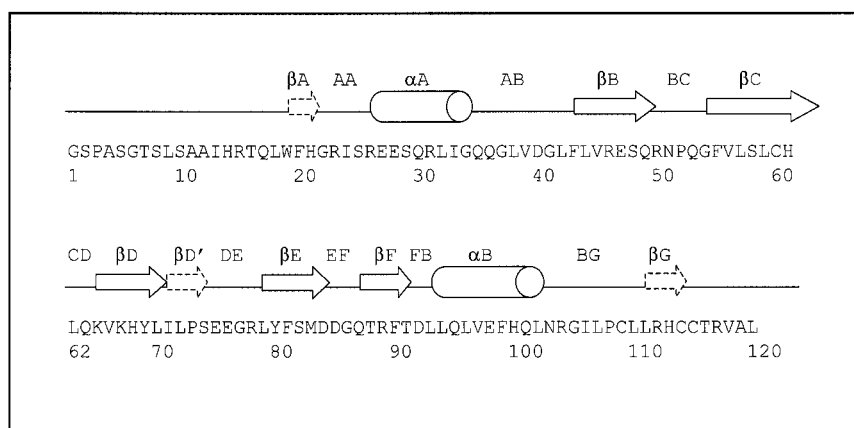 βA AA αA AB βB BC βC
GSPASGTSLSAAIHRTQLWFHGRISREESQRLIGQQGLVDGLFLVRESQRNPQGFVLSLCH
1 10 20 30 40 50 60
CD βD βD' DE βE EF βF FB αB BG βG
LQKVKHYLILPSEEGRLYFSMDDGQTRFTDLLQLVEFHQLNRGILPCLLRHCCTRVAL
62 70 80 90 100 110 120